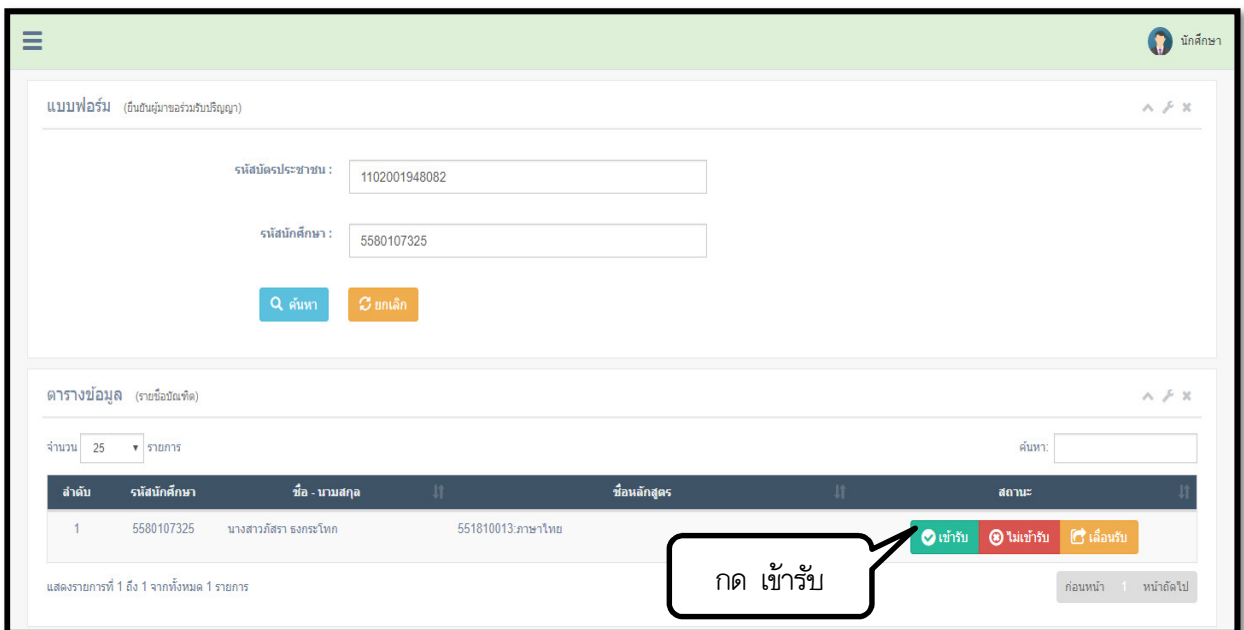 นักศึกษา
แบบฟอร์ม (ยืนยันผู้มาขอร่วมรับปริญญา)
รหัสบัตรประชาชน : 1102001948082
รหัสนักศึกษา : 5580107325
ค้นหา ยกเลิก
ตารางข้อมูล (รายชื่อบัณฑิต)
จำนวน 25 รายการ ค้นหา:
ลำดับ รหัสนักศึกษา ชื่อ - นามสกุล ชื่อหลักสูตร สถานะ
1 5580107325 นางสาวภัสรา ธงกระโทก 551810013:ภาษาไทย เข้ารับ ไม่เข้ารับ เลื่อนรับ
กด เข้ารับ
แสดงรายการที่ 1 ถึง 1 จากทั้งหมด 1 รายการ ก่อนหน้า 1 หน้าถัดไป